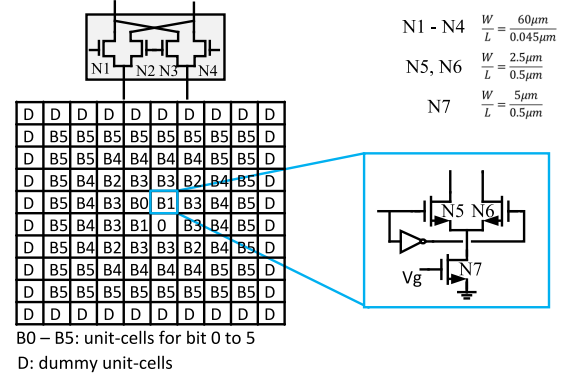 N1 N2 N3 N4
N1 - N4 W/L = 60μm/0.045μm
N5, N6 W/L = 2.5μm/0.5μm
N7 W/L = 5μm/0.5μm
D D D D D D D D D D
D B5 B5 B5 B5 B5 B5 B5 B5 D
D B5 B5 B4 B4 B4 B4 B5 B5 D
D B5 B4 B2 B3 B3 B2 B4 B5 D
D B5 B4 B3 B0 B1 B3 B4 B5 D
D B5 B4 B3 B1 0 B3 B4 B5 D
D B5 B4 B2 B3 B3 B2 B4 B5 D
D B5 B5 B4 B4 B4 B4 B5 B5 D
D B5 B5 B5 B5 B5 B5 B5 B5 D
D D D D D D D D D D
N5 N6
Vg N7
B0 – B5: unit-cells for bit 0 to 5
D: dummy unit-cells